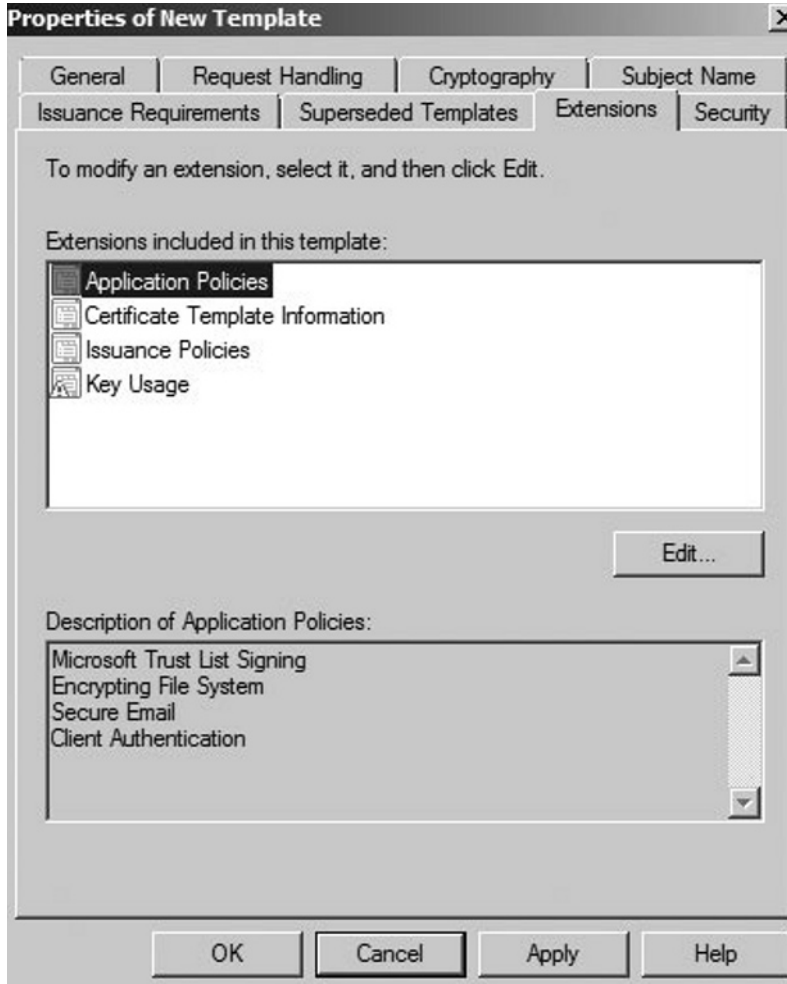 Properties of New Template
General Request Handling Cryptography Subject Name
Issuance Requirements Superseded Templates Extensions Security
To modify an extension, select it, and then click Edit.
Extensions included in this template:
Application Policies
Certificate Template Information
Issuance Policies
Key Usage
Edit...
Description of Application Policies:
Microsoft Trust List Signing
Encrypting File System
Secure Email
Client Authentication
OK Cancel Apply Help